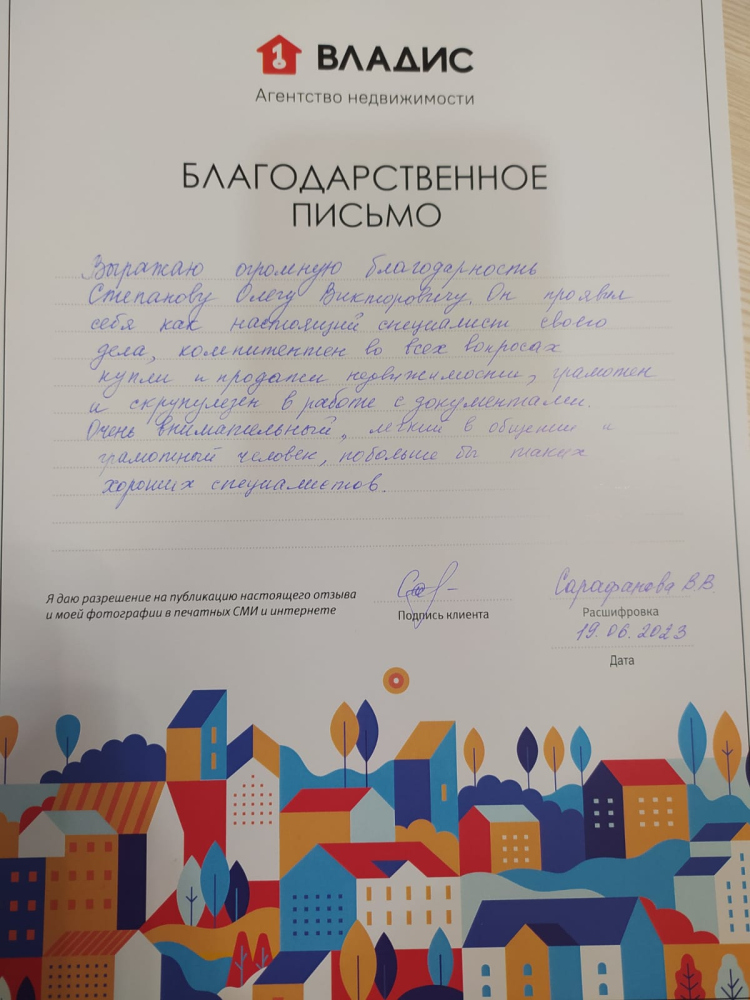 ВЛАДИС
Агентство недвижимости
БЛАГОДАРСТВЕННОЕ
ПИСЬМО
Выражаю огромную благодарность
Степанову Олегу Викторовичу. Он проявил
себя как настоящий специалист своего
дела, компитентен во всех вопросах
купли и продажи недвижимости, грамотен
и скрупулезен в работе с документами.
Очень внимательный, легкий в общении и
грамотный человек, побольше бы таких
хороших специалистов.
Я даю разрешение на публикацию настоящего отзыва
и моей фотографии в печатных СМИ и интернете
Подпись клиента
Сарафанова В.В
Расшифровка
19.06.2023
Дата